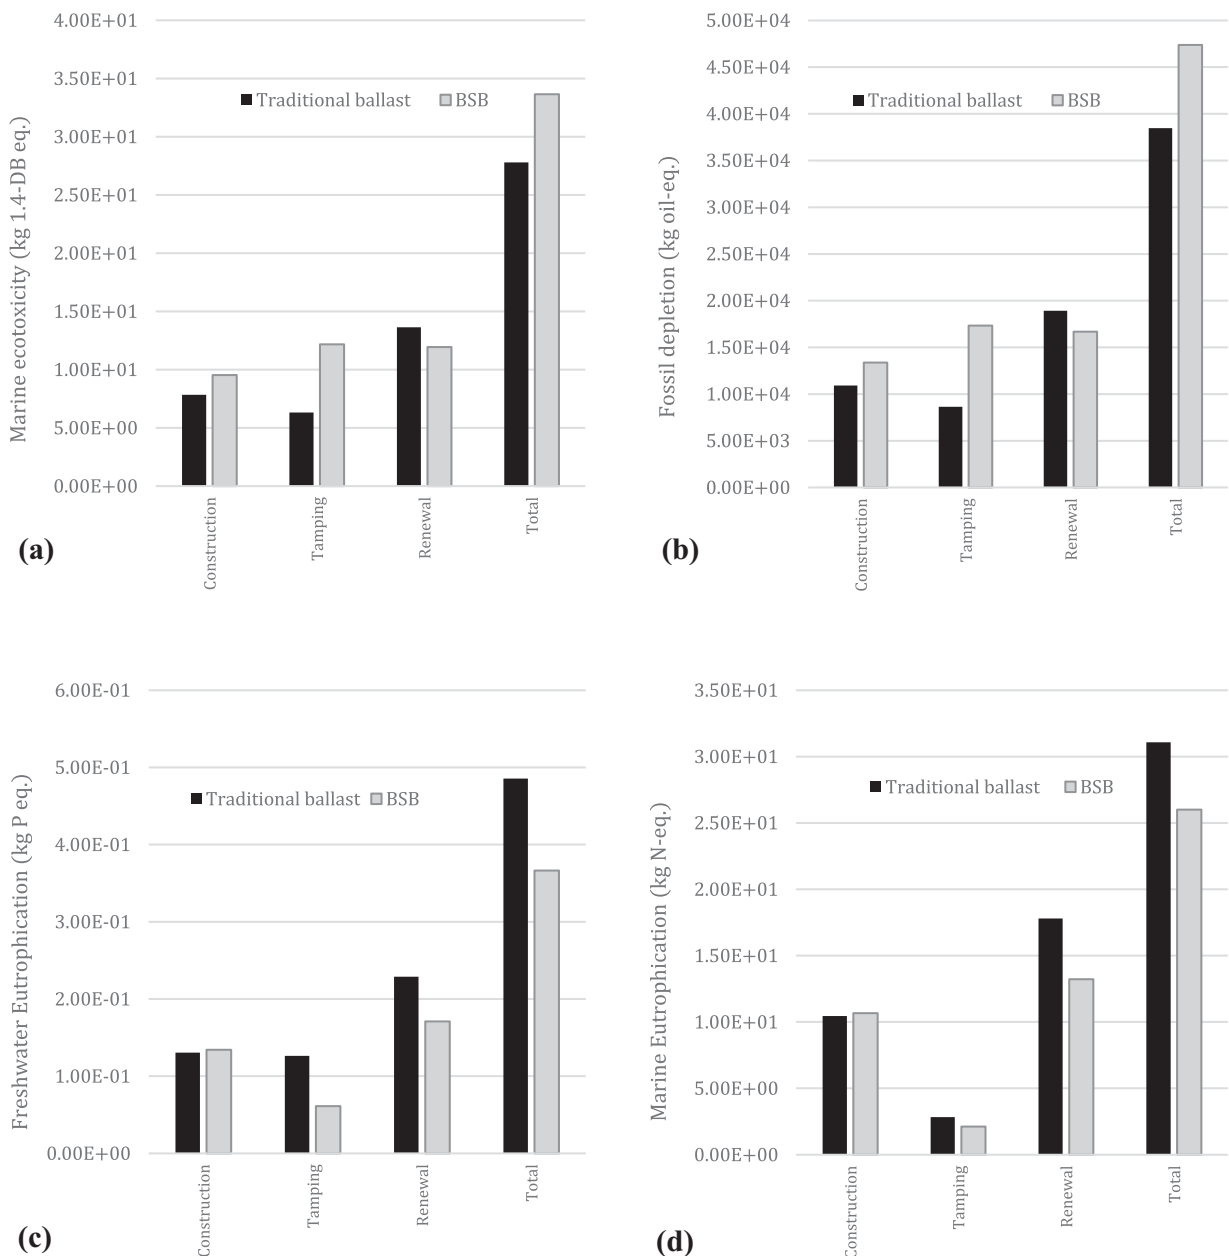 4.00E+01
3.50E+01
3.00E+01
2.50E+01
2.00E+01
1.50E+01
1.00E+01
5.00E+00
0.00E+00
Marine ecotoxicity (kg 1.4-DB eq.)
Traditional ballast BSB
Construction
Tamping
Renewal
Total
(a)
5.00E+04
4.50E+04
4.00E+04
3.50E+04
3.00E+04
2.50E+04
2.00E+04
1.50E+04
1.00E+04
5.00E+03
0.00E+00
Fossil depletion (kg oil-eq.)
Traditional ballast BSB
Construction
Tamping
Renewal
Total
(b)
6.00E-01
5.00E-01
4.00E-01
3.00E-01
2.00E-01
1.00E-01
0.00E+00
Freshwater Eutrophication (kg P eq.)
Traditional ballast BSB
Construction
Tamping
Renewal
Total
(c)
3.50E+01
3.00E+01
2.50E+01
2.00E+01
1.50E+01
1.00E+01
5.00E+00
0.00E+00
Marine Eutrophication (kg N-eq.)
Traditional ballast BSB
Construction
Tamping
Renewal
Total
(d)